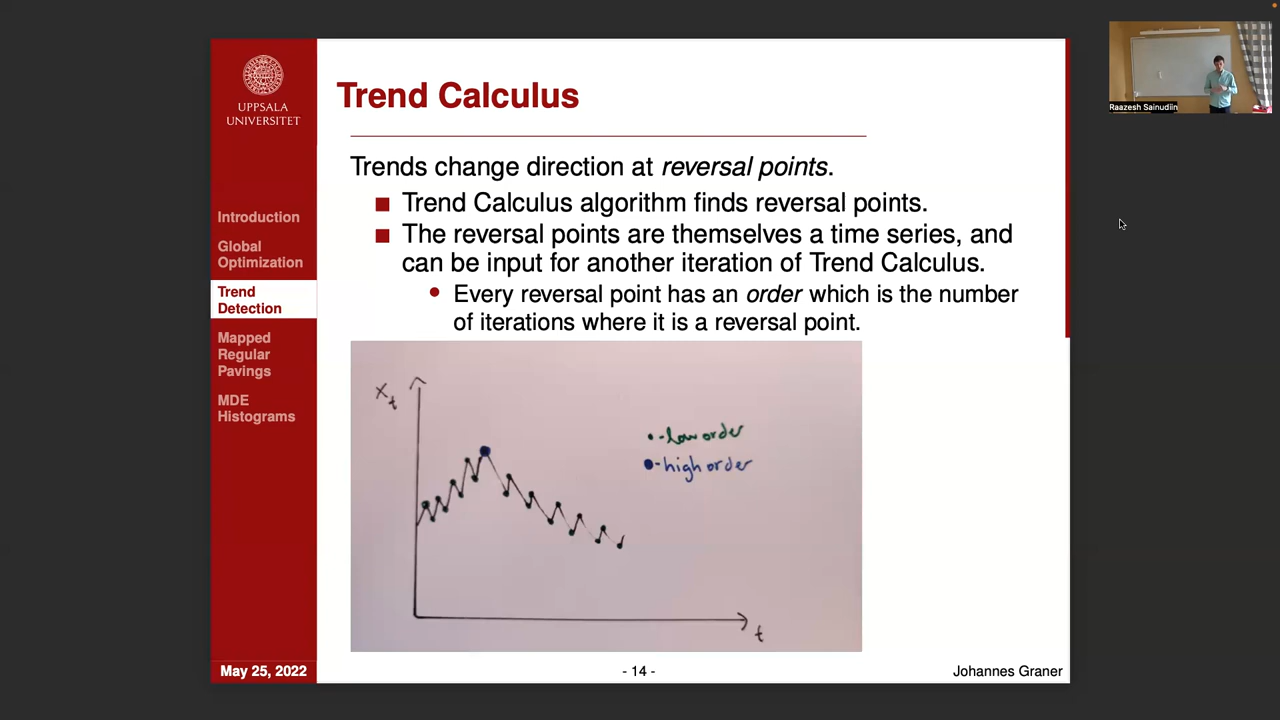 UPPSALA
UNIVERSITET
Introduction
Global
Optimization
Trend
Detection
Mapped
Regular
Pavings
MDE
Histograms
May 25, 2022
Trend Calculus
Trends change direction at reversal points.
Trend Calculus algorithm finds reversal points.
The reversal points are themselves a time series, and
can be input for another iteration of Trend Calculus.
Every reversal point has an order which is the number
of iterations where it is a reversal point.
Xt
- low order
- high order
t
- 14 -
Johannes Graner
Raazesh Sainudiin